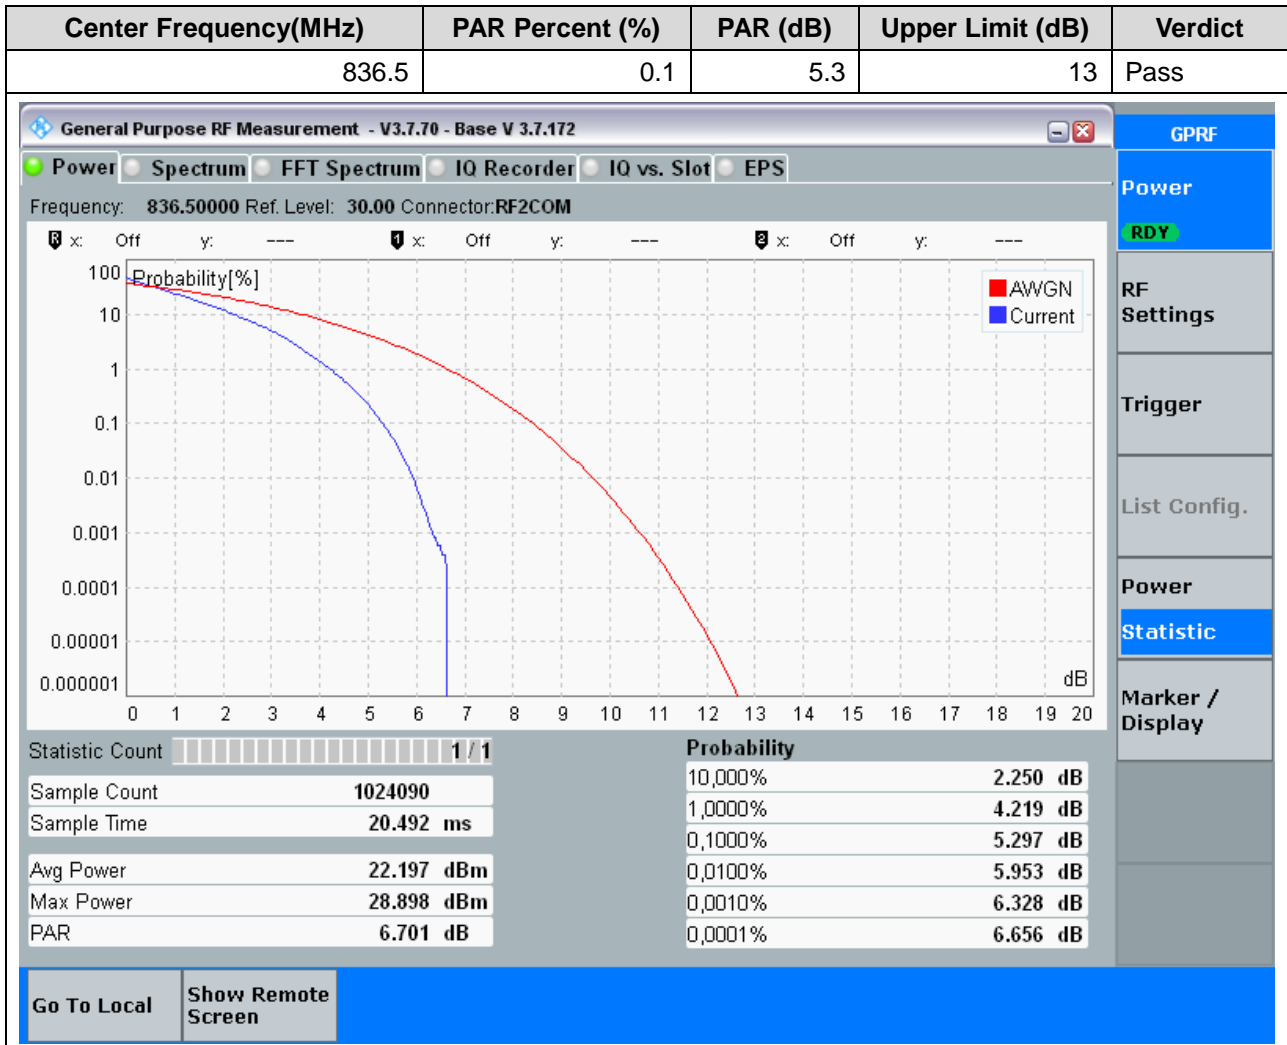 Center Frequency(MHz) PAR Percent (%) PAR (dB) Upper Limit (dB) Verdict
836.5 0.1 5.3 13 Pass
General Purpose RF Measurement - V3.7.70 - Base V 3.7.172
GPRF
Power Spectrum FFT Spectrum IQ Recorder IQ vs. Slot EPS
Power
RDY
Frequency: 836.50000 Ref. Level: 30.00 Connector:RF2COM
R x: Off y: --- 1 x: Off y: --- 2 x: Off y: ---
Probability[%]
AWGN
Current
100
10
1
0.1
0.01
0.001
0.0001
0.00001
0.000001
dB
0 1 2 3 4 5 6 7 8 9 10 11 12 13 14 15 16 17 18 19 20
RF
Settings
Trigger
List Config.
Power
Statistic
Marker /
Display
Statistic Count 1 / 1
Sample Count 1024090
Sample Time 20.492 ms
Avg Power 22.197 dBm
Max Power 28.898 dBm
PAR 6.701 dB
Probability
10,000% 2.250 dB
1,0000% 4.219 dB
0,1000% 5.297 dB
0,0100% 5.953 dB
0,0010% 6.328 dB
0,0001% 6.656 dB
Go To Local
Show Remote
Screen